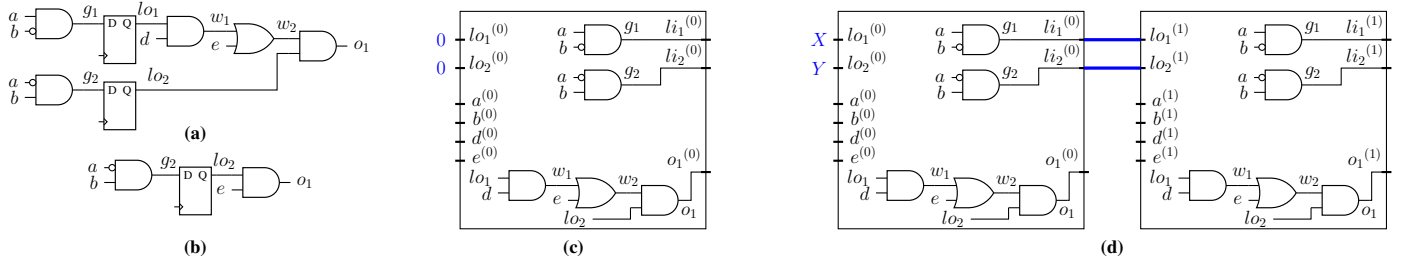 a
b
g₁
D Q
lo₁
d
w₁
e
w₂
o₁
a
b
g₂
D Q
lo₂
(a)
a
b
g₂
D Q
lo₂
e
o₁
(b)
0 lo₁⁽⁰⁾
0 lo₂⁽⁰⁾
a⁽⁰⁾
b⁽⁰⁾
d⁽⁰⁾
e⁽⁰⁾
a
b
g₁
li₁⁽⁰⁾
a
b
g₂
li₂⁽⁰⁾
o₁⁽⁰⁾
lo₁
d
w₁
e
w₂
lo₂
o₁
(c)
X lo₁⁽⁰⁾
Y lo₂⁽⁰⁾
a⁽⁰⁾
b⁽⁰⁾
d⁽⁰⁾
e⁽⁰⁾
a
b
g₁
li₁⁽⁰⁾
a
b
g₂
li₂⁽⁰⁾
o₁⁽⁰⁾
lo₁
d
w₁
e
w₂
lo₂
o₁
lo₁⁽¹⁾
lo₂⁽¹⁾
a⁽¹⁾
b⁽¹⁾
d⁽¹⁾
e⁽¹⁾
a
b
g₁
li₁⁽¹⁾
a
b
g₂
li₂⁽¹⁾
o₁⁽¹⁾
lo₁
d
w₁
e
w₂
lo₂
o₁
(d)